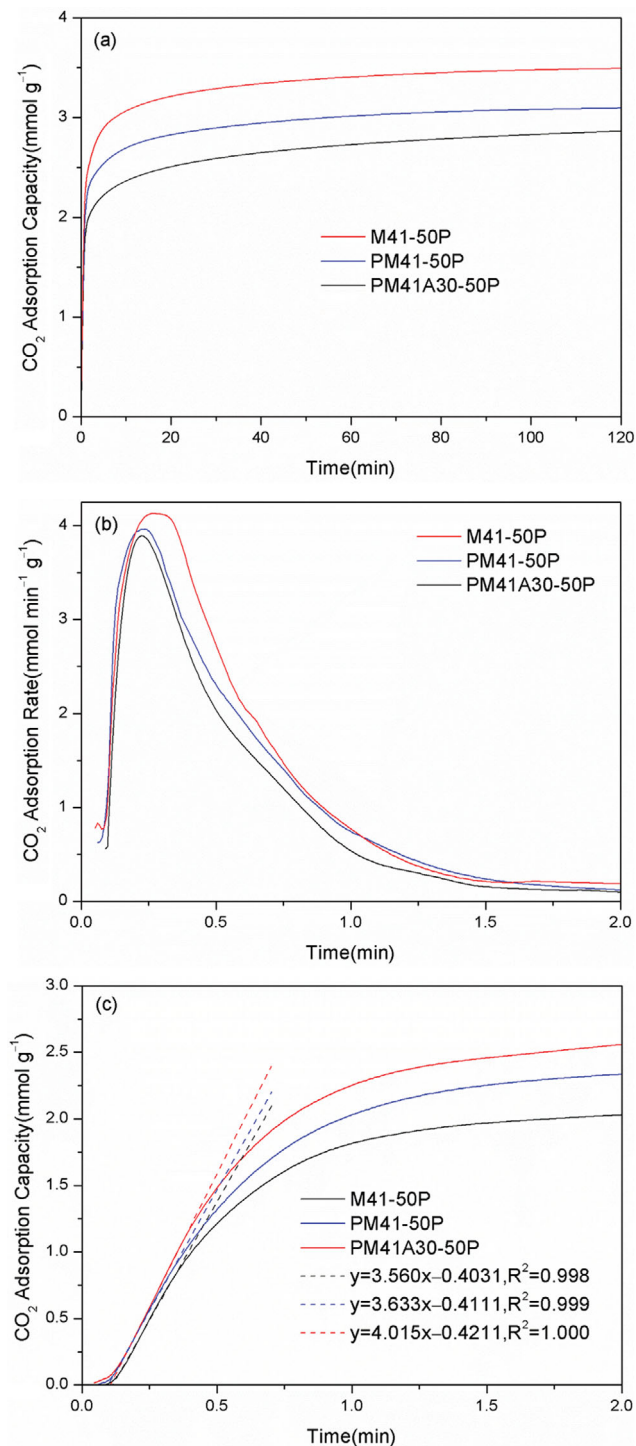 (a)
4
3
2
1
0
CO₂ Adsorption Capacity(mmol g⁻¹)
M41-50P
PM41-50P
PM41A30-50P
0 20 40 60 80 100 120
Time(min)
(b)
4
3
2
1
0
CO₂ Adsorption Rate(mmol min⁻¹ g⁻¹)
M41-50P
PM41-50P
PM41A30-50P
0.0 0.5 1.0 1.5 2.0
Time(min)
(c)
3.0
2.5
2.0
1.5
1.0
0.5
0.0
CO₂ Adsorption Capacity(mmol g⁻¹)
M41-50P
PM41-50P
PM41A30-50P
y=3.560x–0.4031,R²=0.998
y=3.633x–0.4111,R²=0.999
y=4.015x–0.4211,R²=1.000
0.0 0.5 1.0 1.5 2.0
Time(min)